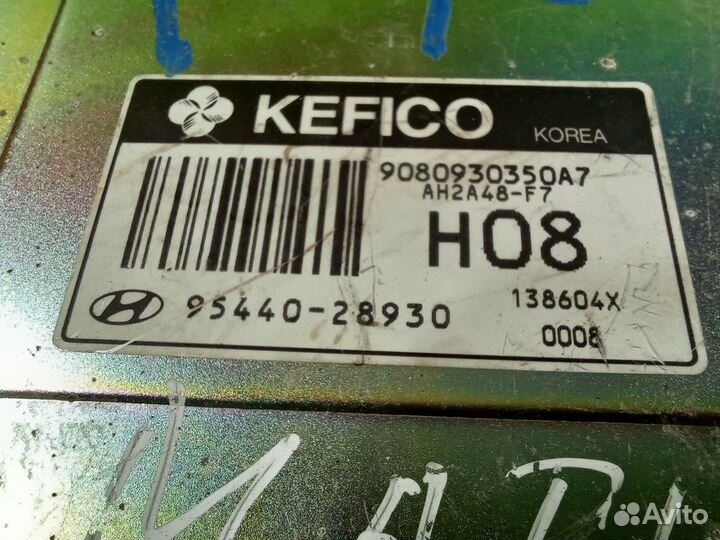 KEFICO
KOREA
9080930350A7
AH2A48-F7
H08
95440-28930
138604X
0008
Avito